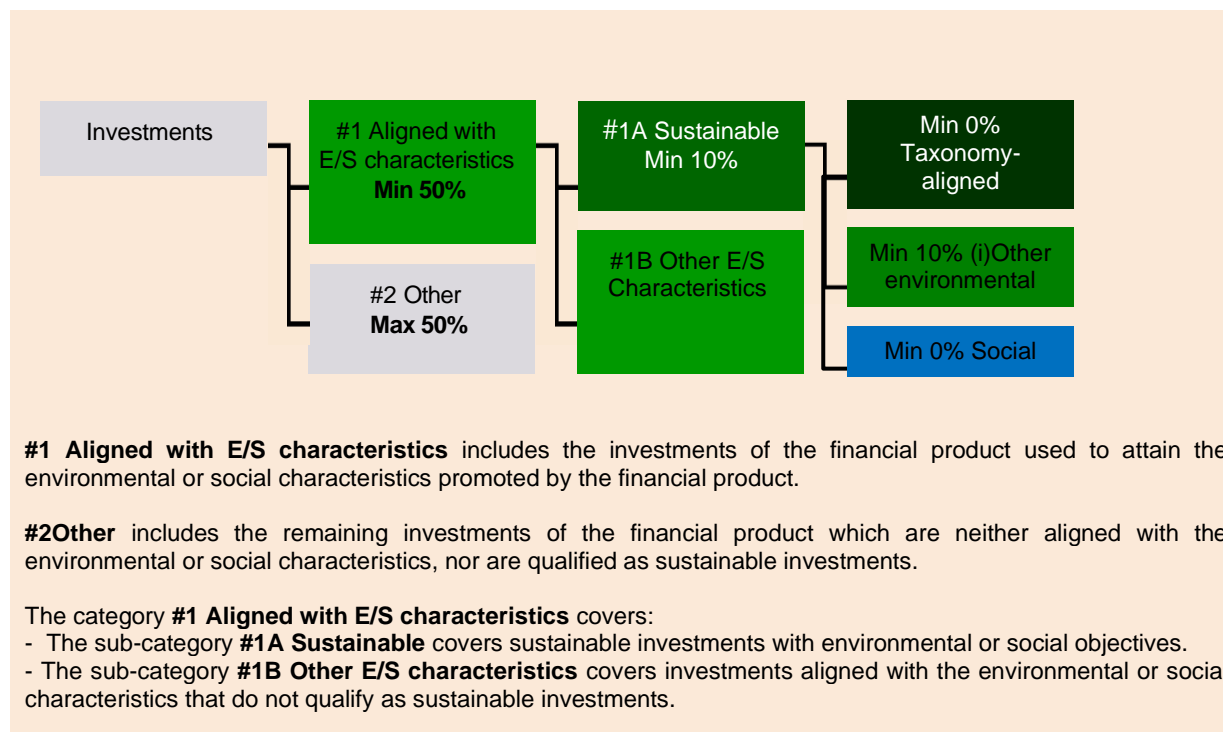 Investments
#1 Aligned with
E/S characteristics
Min 50%
#2 Other
Max 50%
#1A Sustainable
Min 10%
#1B Other E/S
Characteristics
Min 0%
Taxonomy-
aligned
Min 10% (i)Other
environmental
Min 0% Social
#1 Aligned with E/S characteristics includes the investments of the financial product used to attain the
environmental or social characteristics promoted by the financial product.
#2Other includes the remaining investments of the financial product which are neither aligned with the
environmental or social characteristics, nor are qualified as sustainable investments.
The category #1 Aligned with E/S characteristics covers:
- The sub-category #1A Sustainable covers sustainable investments with environmental or social objectives.
- The sub-category #1B Other E/S characteristics covers investments aligned with the environmental or social
characteristics that do not qualify as sustainable investments.